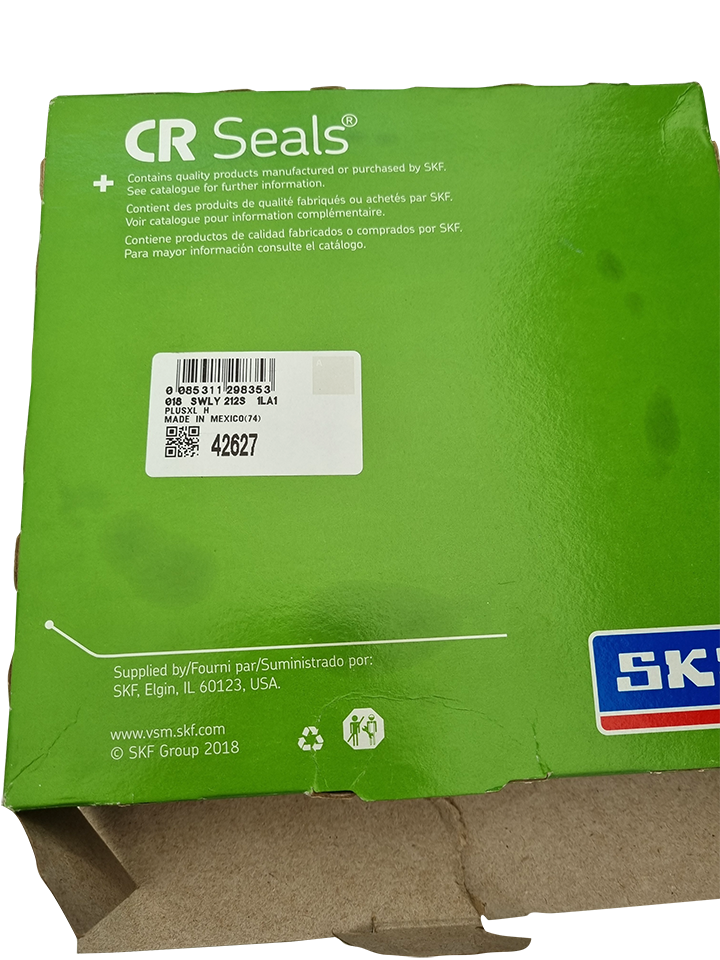 CR Seals®
Contains quality products manufactured or purchased by SKF.
See catalogue for further information.
Contient des produits de qualité fabriqués ou achetés par SKF.
Voir catalogue pour information complémentaire.
Contiene productos de calidad fabricados o comprados por SKF.
Para mayor información consulte el catálogo.
0 085311 298353
018 SWLY 212S 1LA1
PLUSXL H
MADE IN MEXICO(74)
42627
Supplied by/Fourni par/Suministrado por:
SKF, Elgin, IL 60123, USA.
SK
www.vsm.skf.com
© SKF Group 2018